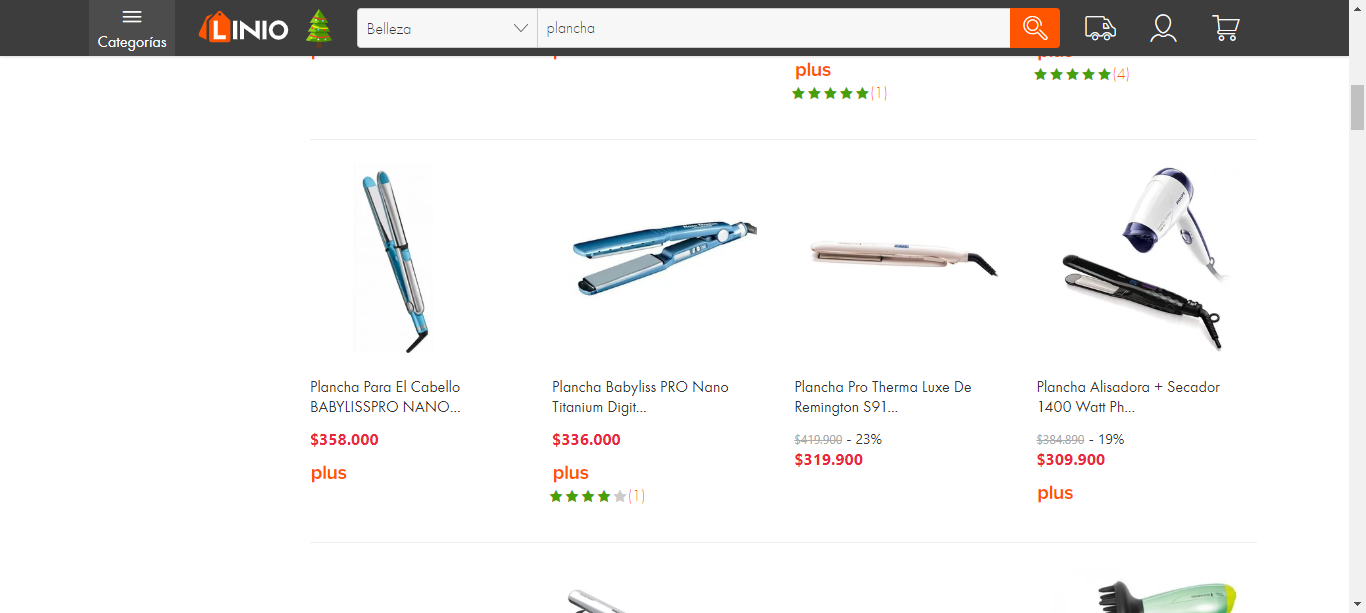 Categorías
LINIO
Belleza
plancha
plus
(1)
(4)
Plancha Para El Cabello
BABYLISSPRO NANO...
$358.000
plus
Plancha Babyliss PRO Nano
Titanium Digit...
$336.000
plus
(1)
Plancha Pro Therma Luxe De
Remington S91...
$419.900 - 23%
$319.900
Plancha Alisadora + Secador
1400 Watt Ph...
$384.890 - 19%
$309.900
plus